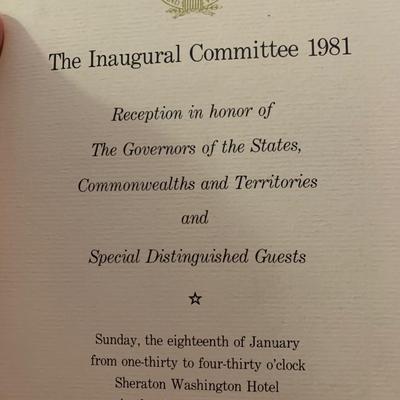 The Inaugural Committee 1981
Reception in honor of
The Governors of the States,
Commonwealths and Territories
and
Special Distinguished Guests
Sunday, the eighteenth of January
from one-thirty to four-thirty o'clock
Sheraton Washington Hotel